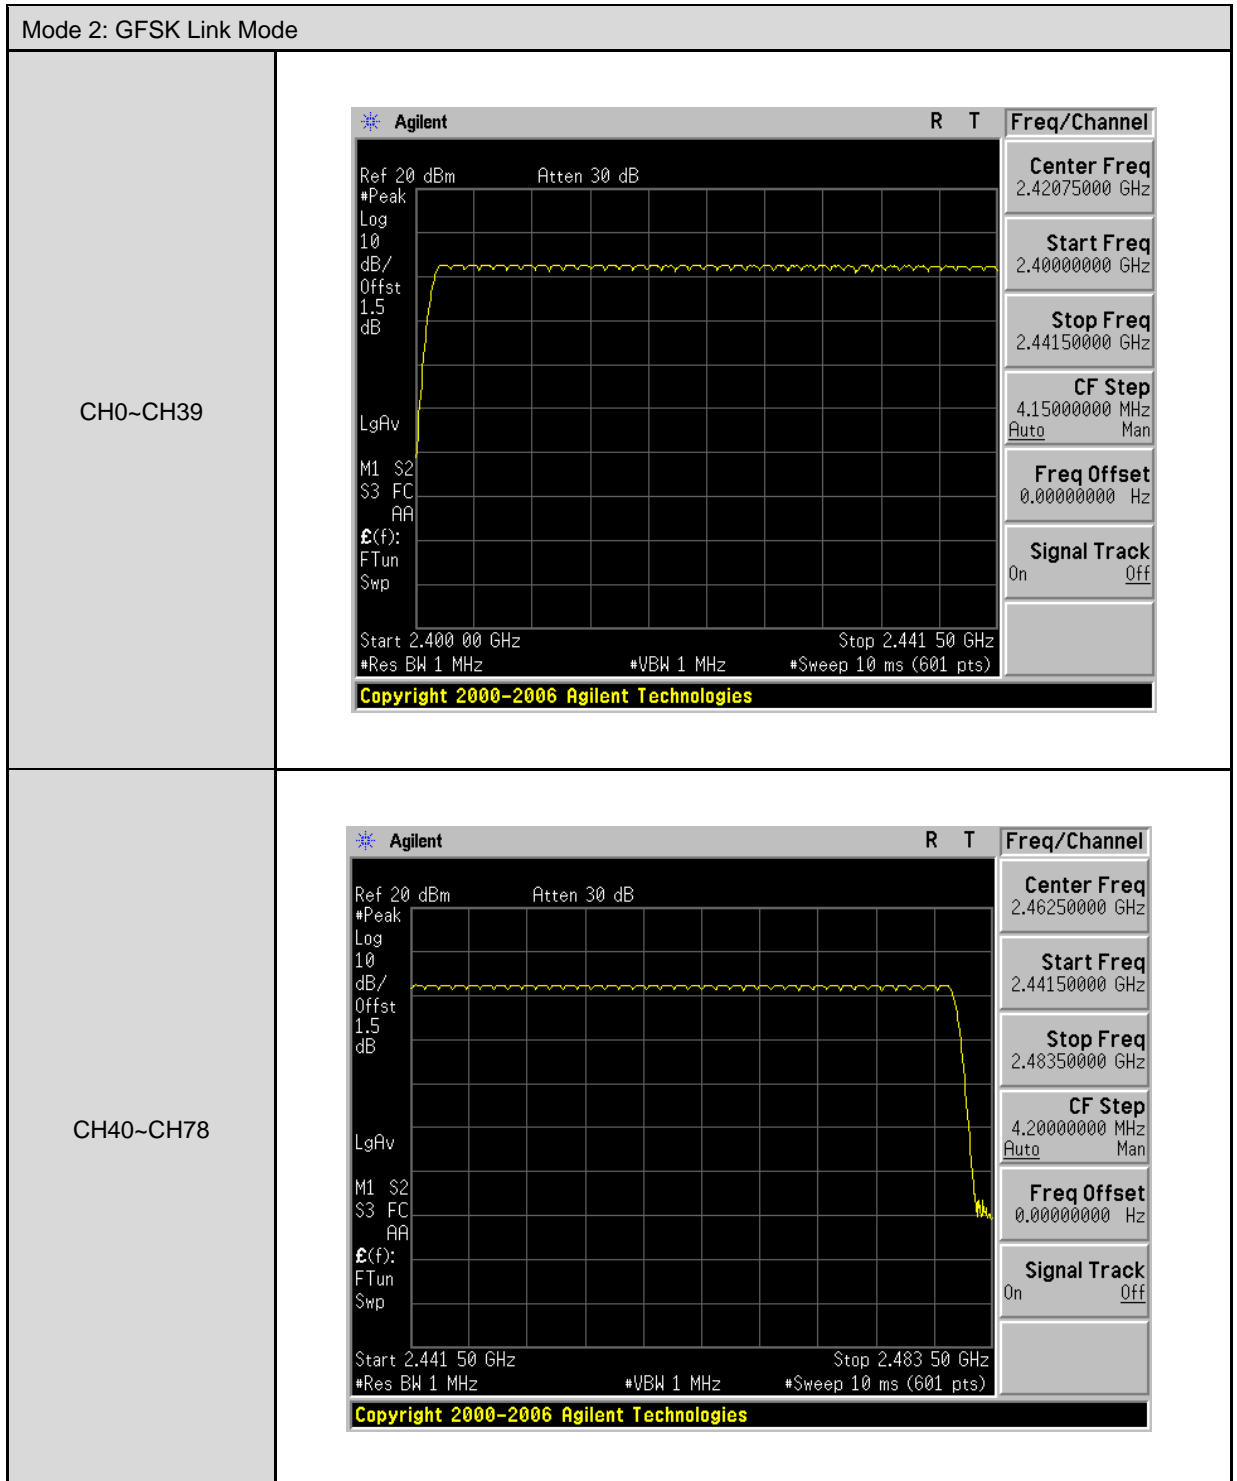 Mode 2: GFSK Link Mode
CH0~CH39
Agilent R T Freq/Channel
Ref 20 dBm Atten 30 dB
#Peak
Log
10
dB/
Offst
1.5
dB
LgAv
M1 S2
S3 FC
AA
£(f):
FTun
Swp
Start 2.400 00 GHz Stop 2.441 50 GHz
#Res BW 1 MHz #VBW 1 MHz #Sweep 10 ms (601 pts)
Copyright 2000-2006 Agilent Technologies
Center Freq
2.42075000 GHz
Start Freq
2.40000000 GHz
Stop Freq
2.44150000 GHz
CF Step
4.15000000 MHz
Auto Man
Freq Offset
0.00000000 Hz
Signal Track
On Off
CH40~CH78
Agilent R T Freq/Channel
Ref 20 dBm Atten 30 dB
#Peak
Log
10
dB/
Offst
1.5
dB
LgAv
M1 S2
S3 FC
AA
£(f):
FTun
Swp
Start 2.441 50 GHz Stop 2.483 50 GHz
#Res BW 1 MHz #VBW 1 MHz #Sweep 10 ms (601 pts)
Copyright 2000-2006 Agilent Technologies
Center Freq
2.46250000 GHz
Start Freq
2.44150000 GHz
Stop Freq
2.48350000 GHz
CF Step
4.20000000 MHz
Auto Man
Freq Offset
0.00000000 Hz
Signal Track
On Off